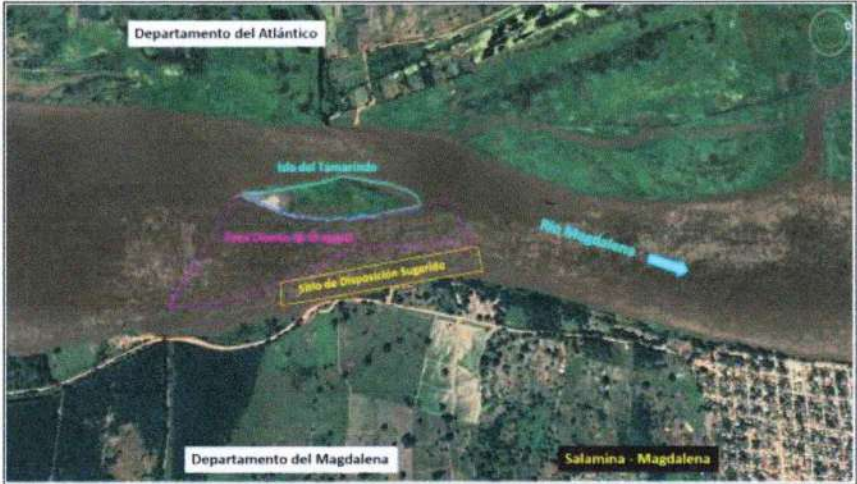 Departamento del Atlántico
Isla del Tamarindo
Río Magdalena
Sitio de Disposición Sugerido
Departamento del Magdalena
Salamina - Magdalena